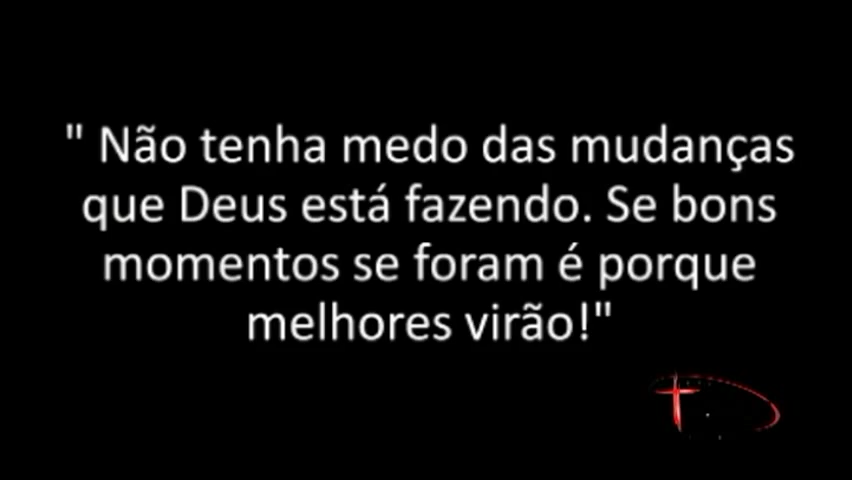 " Não tenha medo das mudanças
que Deus está fazendo. Se bons
momentos se foram é porque
melhores virão!"